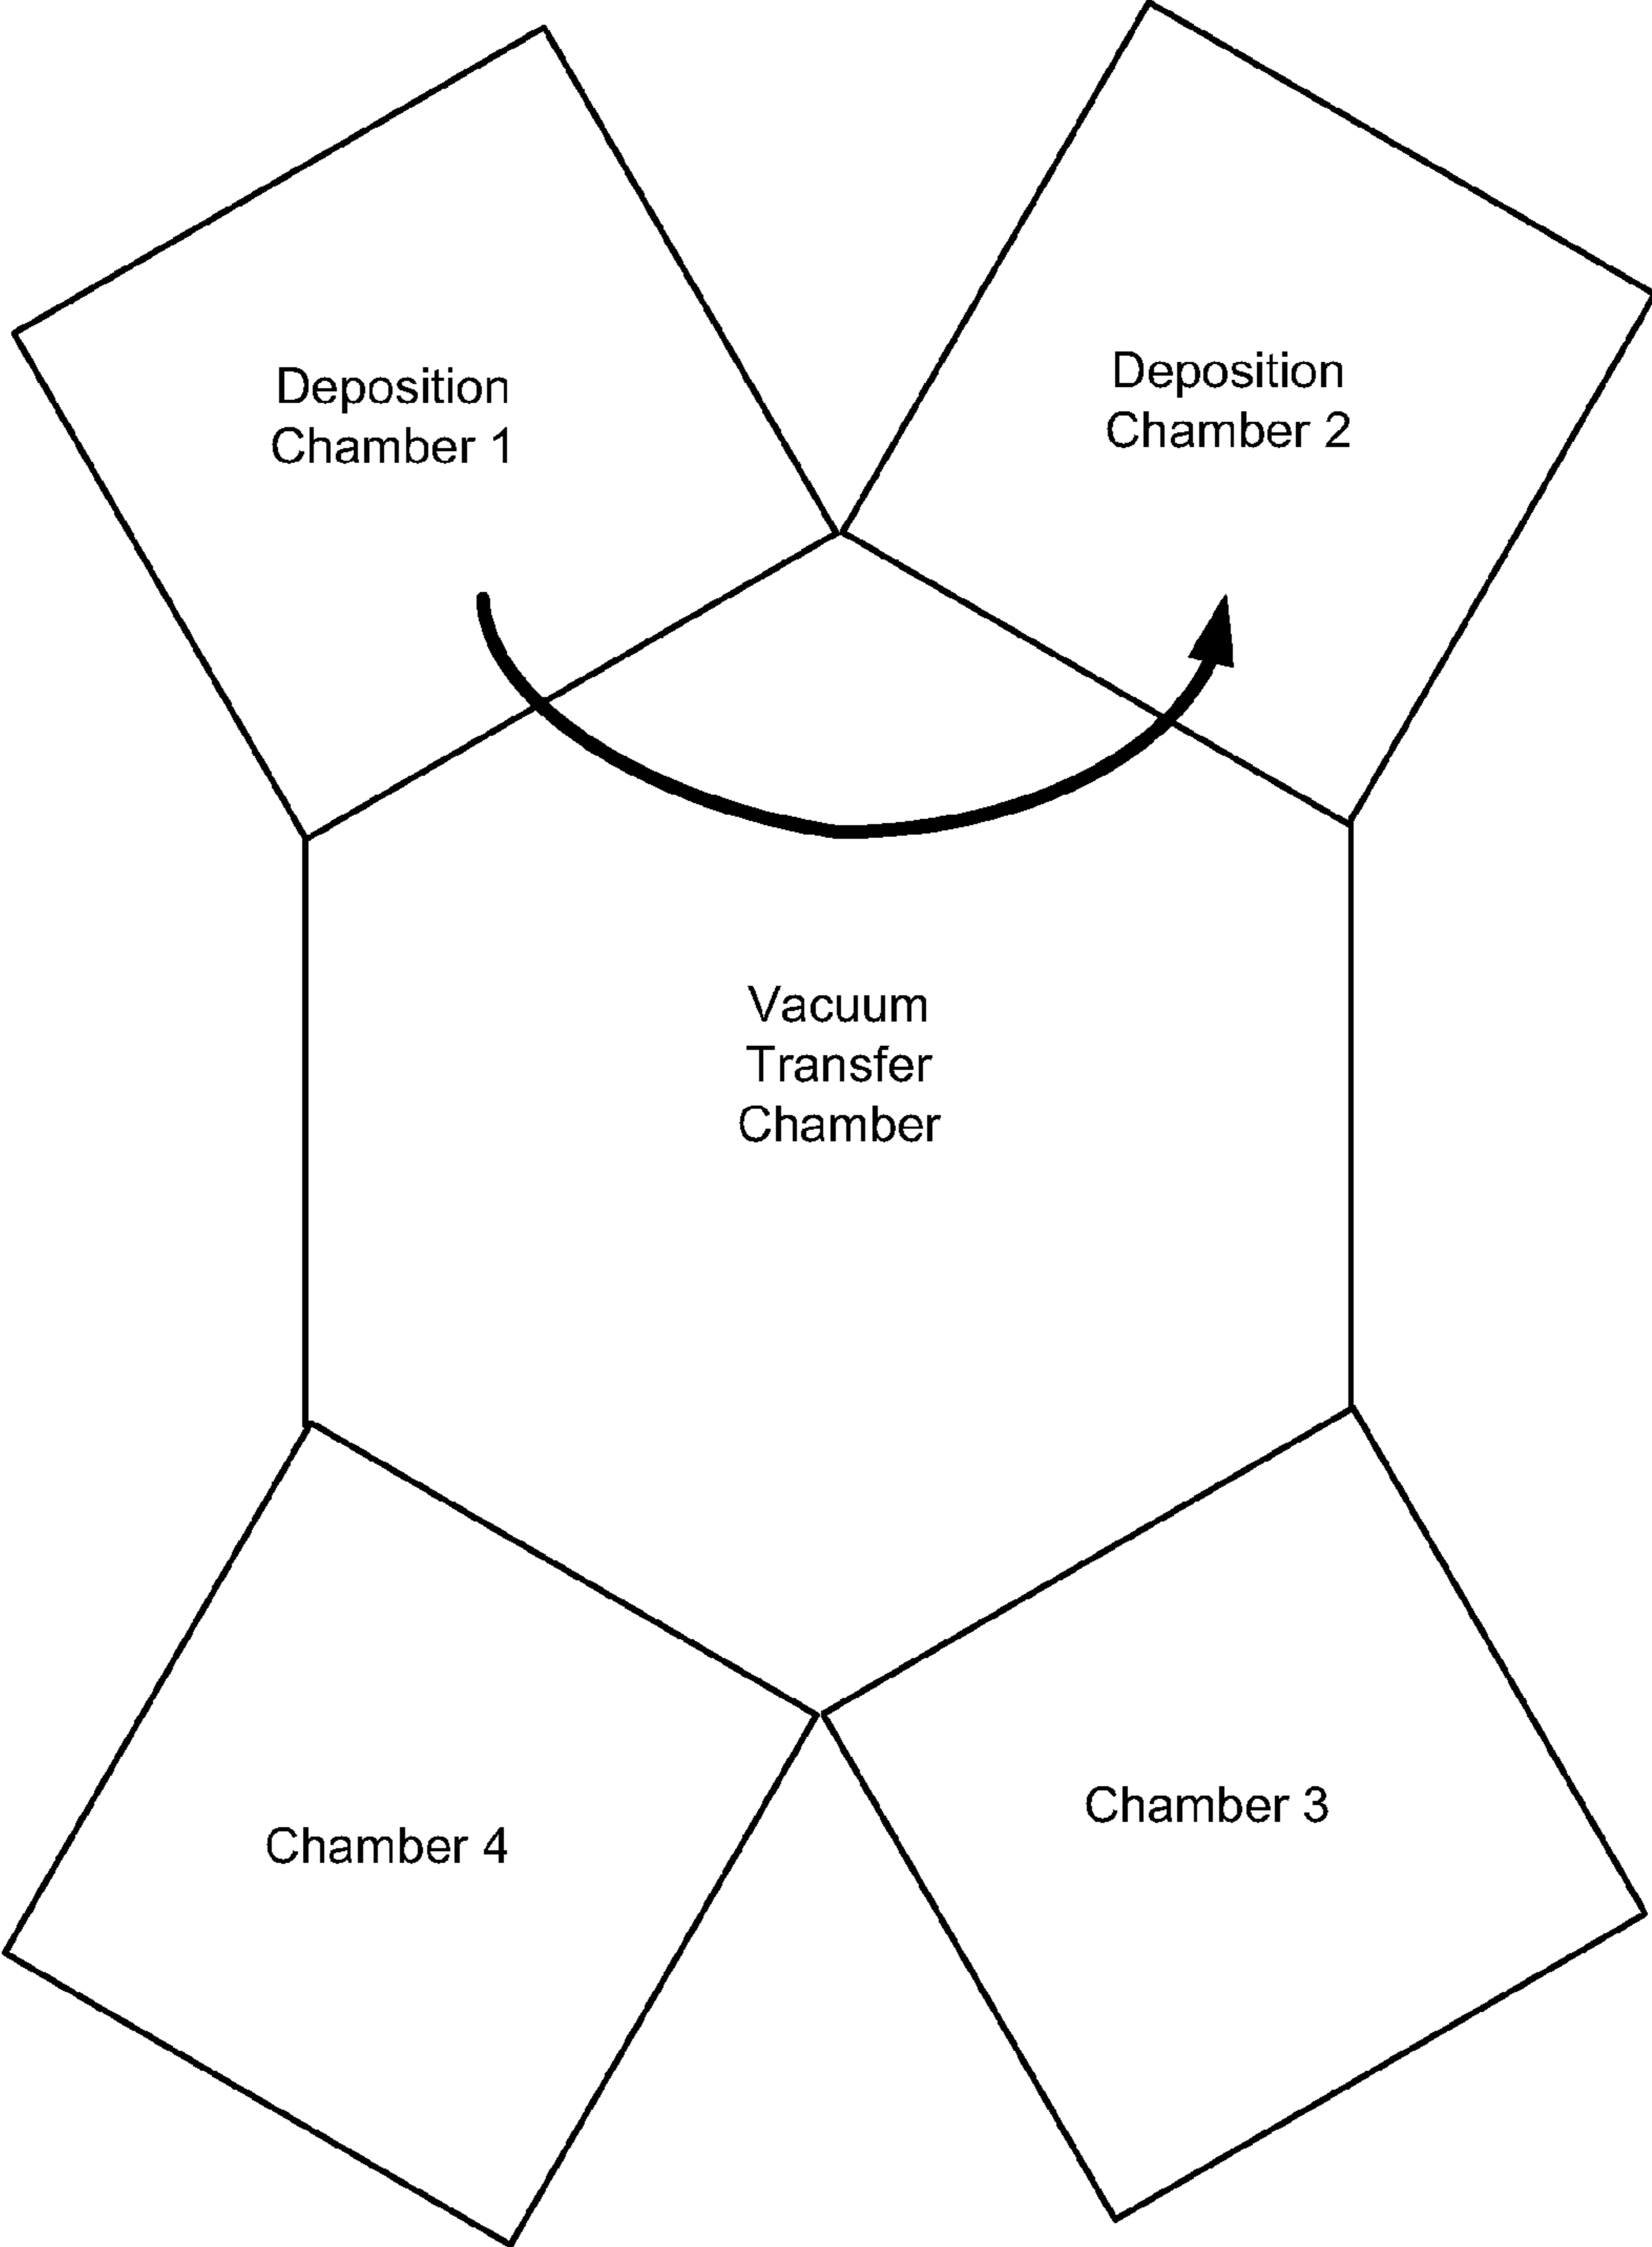 Deposition
Chamber 1
Deposition
Chamber 2
Vacuum
Transfer
Chamber
Chamber 3
Chamber 4